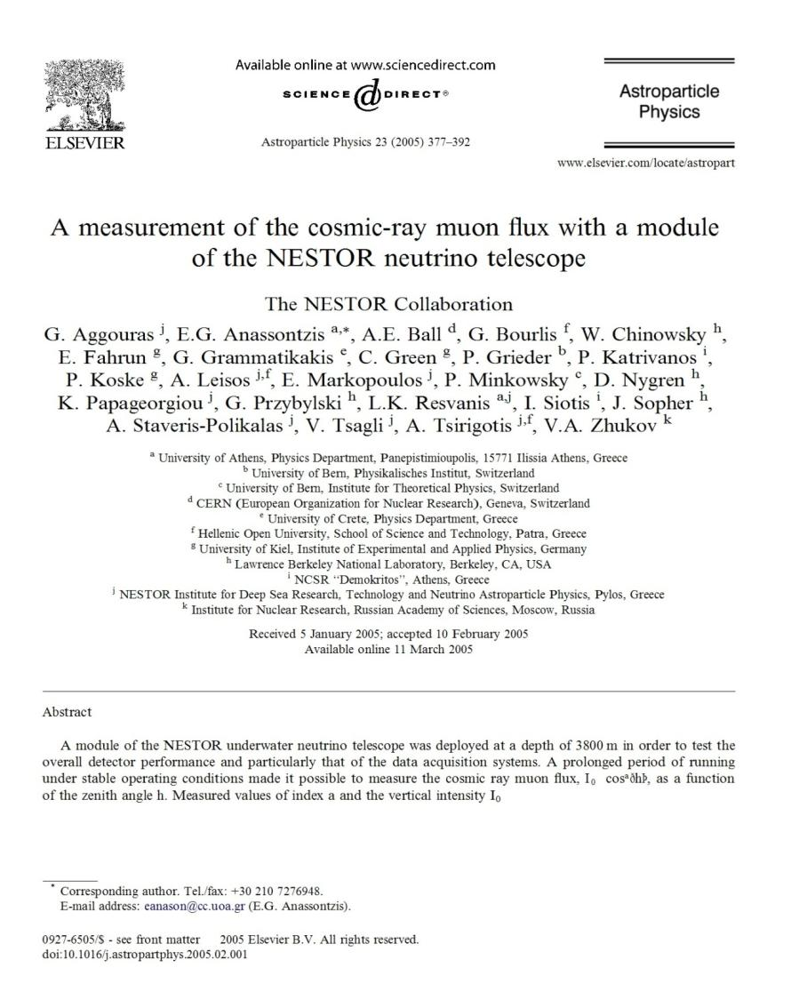 Available online at www.sciencedirect.com
SCIENCE @ DIRECT®
ELSEVIER
Astroparticle
Physics
Astroparticle Physics 23 (2005) 377–392
www.elsevier.com/locate/astropart
A measurement of the cosmic-ray muon flux with a module
of the NESTOR neutrino telescope
The NESTOR Collaboration
G. Aggouras j, E.G. Anassontzis a,*, A.E. Ball d, G. Bourlis f, W. Chinowsky h,
E. Fahrun g, G. Grammatikakis e, C. Green g, P. Grieder b, P. Katrivanos i,
P. Koske g, A. Leisos j,f, E. Markopoulos j, P. Minkowsky c, D. Nygren h,
K. Papageorgiou j, G. Przybylski h, L.K. Resvanis a,j, I. Siotis i, J. Sopher h,
A. Staveris-Polikalas j, V. Tsagli j, A. Tsirigotis j,f, V.A. Zhukov k
a University of Athens, Physics Department, Panepistimioupolis, 15771 Ilissia Athens, Greece
b University of Bern, Physikalisches Institut, Switzerland
c University of Bern, Institute for Theoretical Physics, Switzerland
d CERN (European Organization for Nuclear Research), Geneva, Switzerland
e University of Crete, Physics Department, Greece
f Hellenic Open University, School of Science and Technology, Patra, Greece
g University of Kiel, Institute of Experimental and Applied Physics, Germany
h Lawrence Berkeley National Laboratory, Berkeley, CA, USA
i NCSR “Demokritos”, Athens, Greece
j NESTOR Institute for Deep Sea Research, Technology and Neutrino Astroparticle Physics, Pylos, Greece
k Institute for Nuclear Research, Russian Academy of Sciences, Moscow, Russia
Received 5 January 2005; accepted 10 February 2005
Available online 11 March 2005
Abstract
A module of the NESTOR underwater neutrino telescope was deployed at a depth of 3800 m in order to test the
overall detector performance and particularly that of the data acquisition systems. A prolonged period of running
under stable operating conditions made it possible to measure the cosmic ray muon flux, I0 cosaðhÞ, as a function
of the zenith angle h. Measured values of index a and the vertical intensity I0
* Corresponding author. Tel./fax: +30 210 7276948.
E-mail address: eanason@cc.uoa.gr (E.G. Anassontzis).
0927-6505/$ - see front matter 2005 Elsevier B.V. All rights reserved.
doi:10.1016/j.astropartphys.2005.02.001